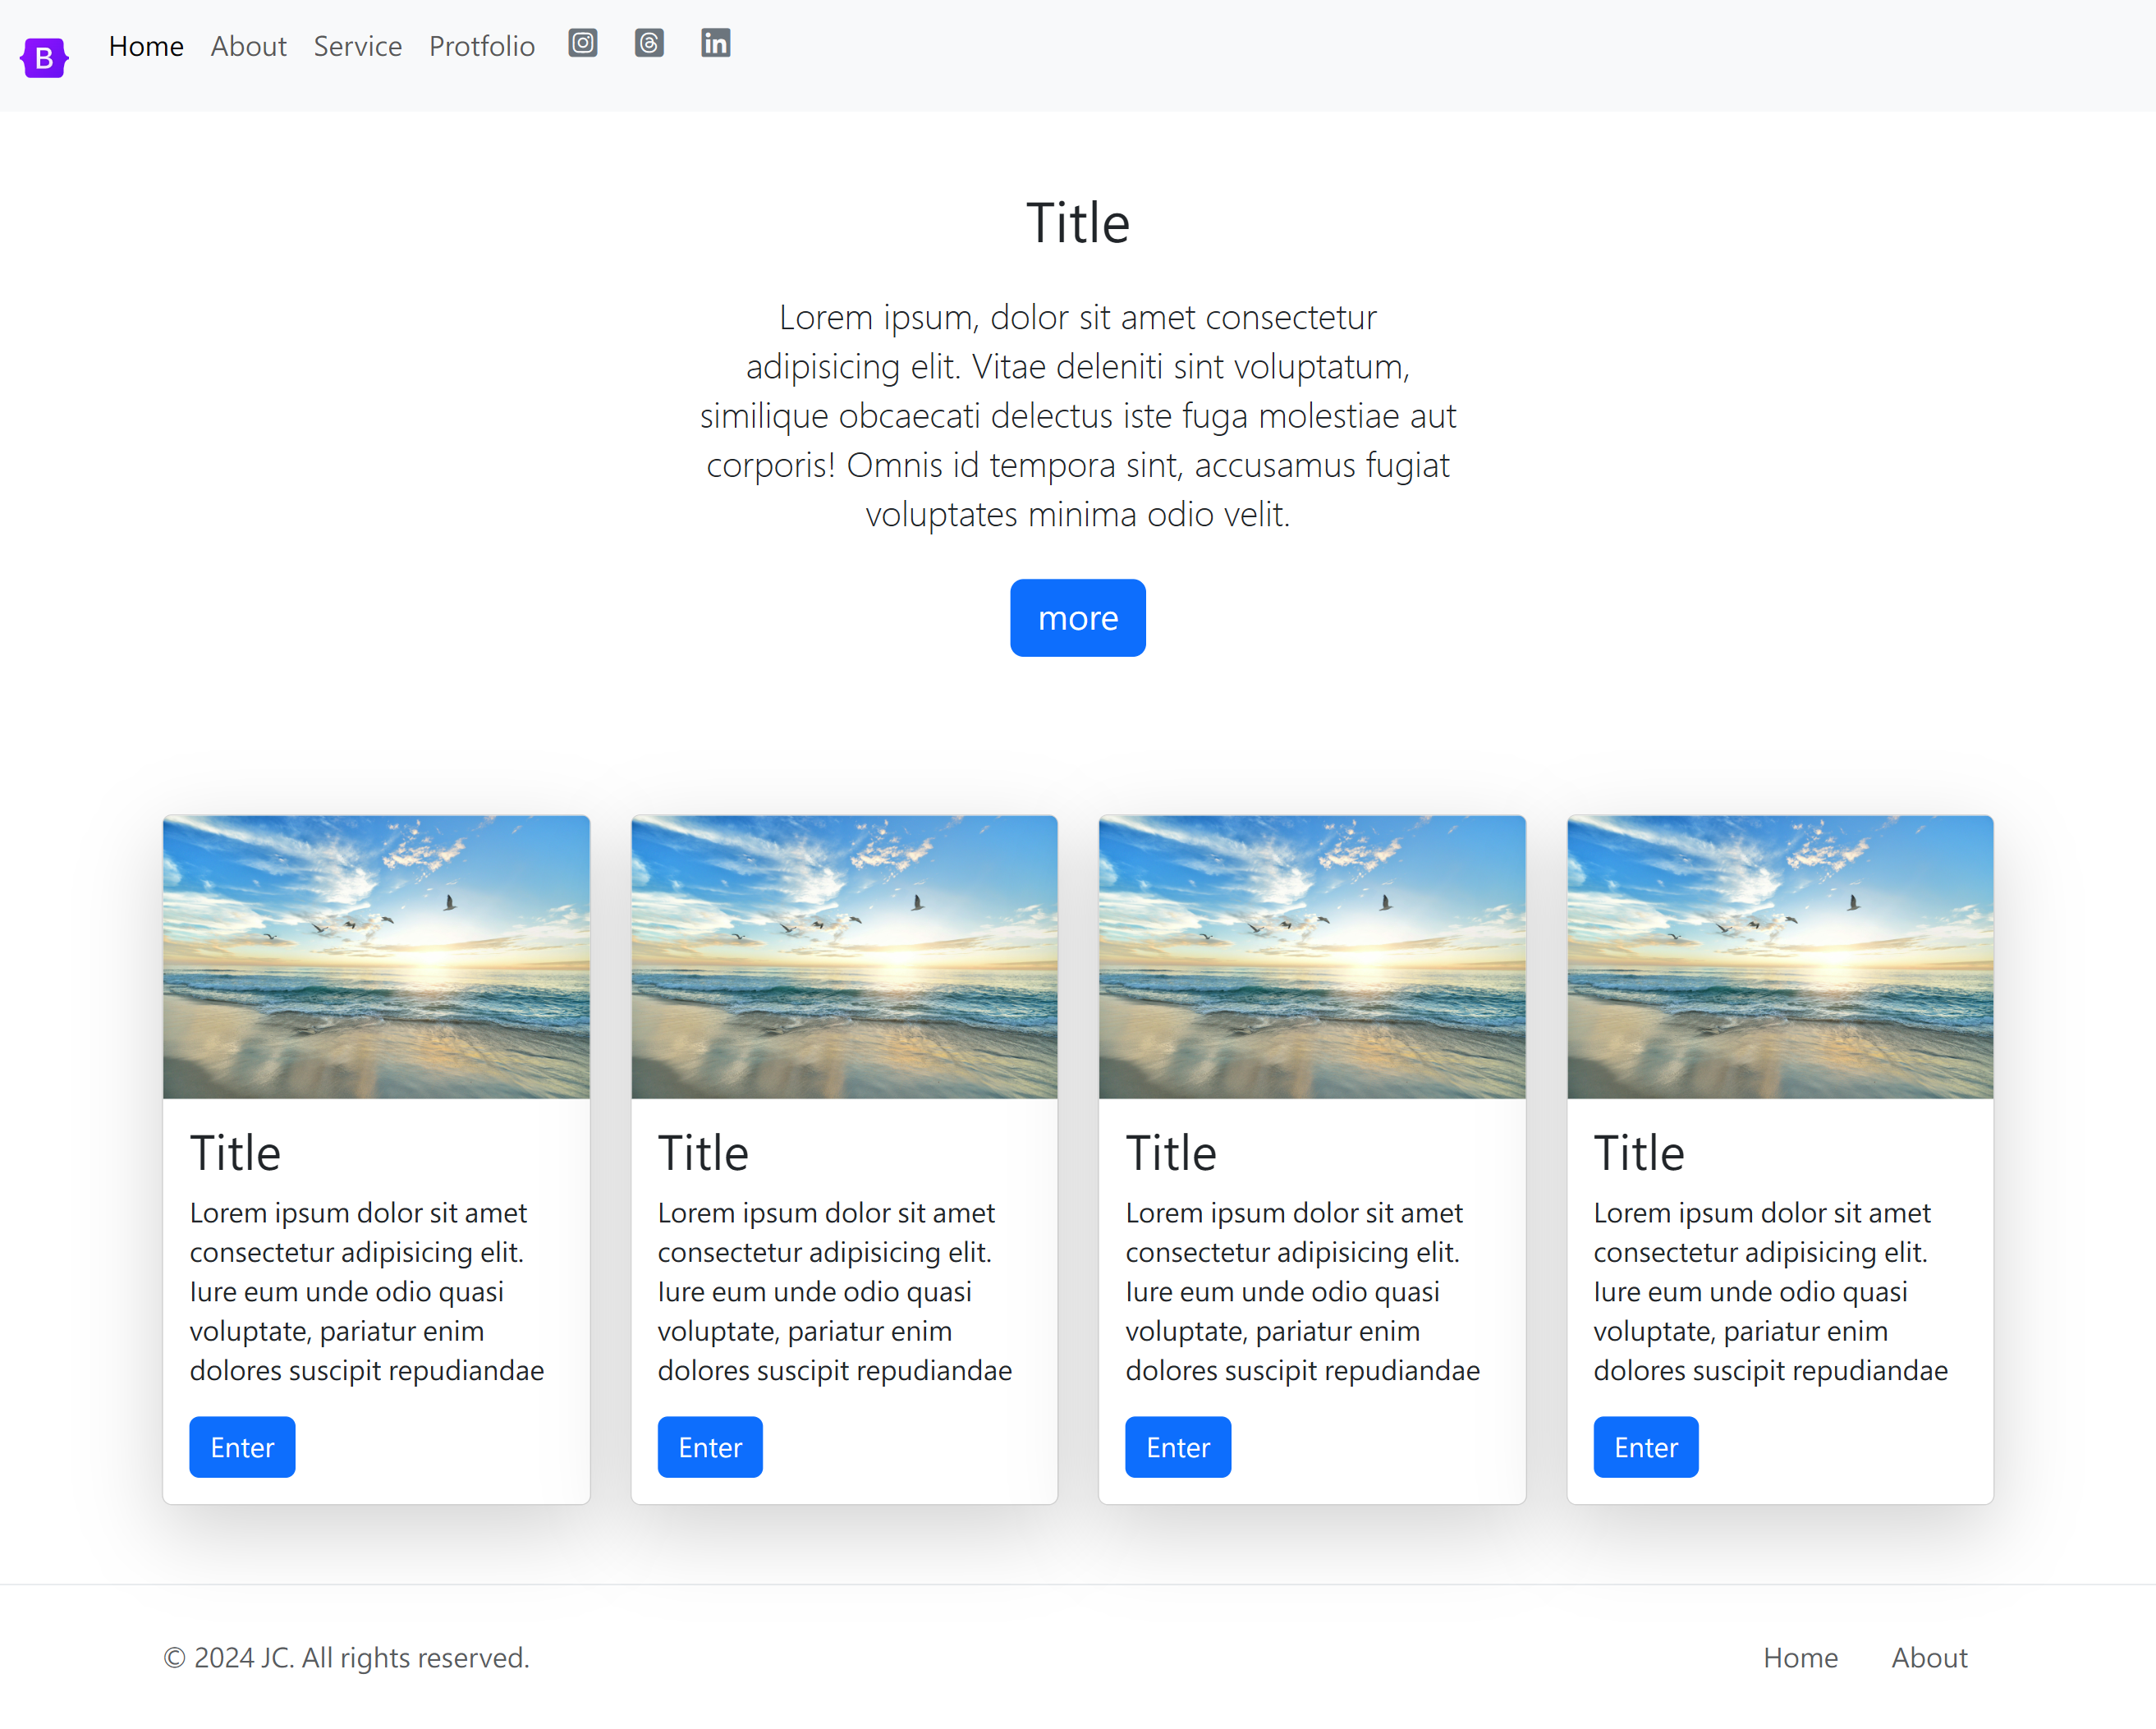 B Home About Service Protfolio in
Title
Lorem ipsum, dolor sit amet consectetur
adipisicing elit. Vitae deleniti sint voluptatum,
similique obcaecati delectus iste fuga molestiae aut
corporis! Omnis id tempora sint, accusamus fugiat
voluptates minima odio velit.
more
Title
Lorem ipsum dolor sit amet
consectetur adipisicing elit.
Iure eum unde odio quasi
voluptate, pariatur enim
dolores suscipit repudiandae
Enter
Title
Lorem ipsum dolor sit amet
consectetur adipisicing elit.
Iure eum unde odio quasi
voluptate, pariatur enim
dolores suscipit repudiandae
Enter
Title
Lorem ipsum dolor sit amet
consectetur adipisicing elit.
Iure eum unde odio quasi
voluptate, pariatur enim
dolores suscipit repudiandae
Enter
Title
Lorem ipsum dolor sit amet
consectetur adipisicing elit.
Iure eum unde odio quasi
voluptate, pariatur enim
dolores suscipit repudiandae
Enter
© 2024 JC. All rights reserved.
Home About